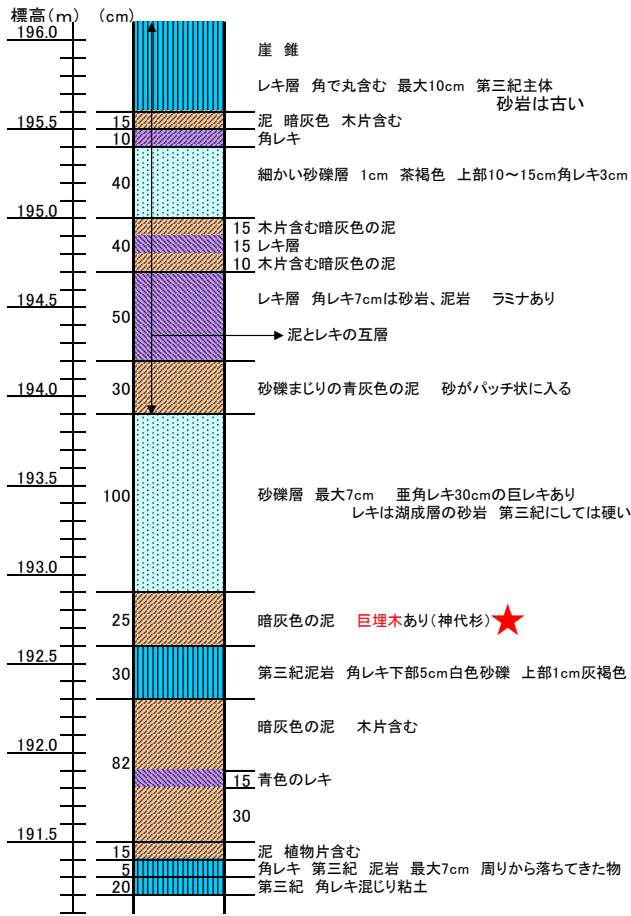 標高(m) (cm)
196.0
崖 錐
レキ層 角で丸含む 最大10cm 第三紀主体
砂岩は古い
195.5 15 泥 暗灰色 木片含む
10 角レキ
40 細かい砂礫層 1cm 茶褐色 上部10～15cm角レキ3cm
195.0
15 木片含む暗灰色の泥
40 15 レキ層
10 木片含む暗灰色の泥
194.5 50 レキ層 角レキ7cmは砂岩、泥岩 ラミナあり
泥とレキの互層
194.0 30 砂礫まじりの青灰色の泥 砂がパッチ状に入る
193.5 100 砂礫層 最大7cm 亜角レキ30cmの巨レキあり
レキは湖成層の砂岩 第三紀にしては硬い
193.0
25 暗灰色の泥 巨埋木あり(神代杉)
192.5 30 第三紀泥岩 角レキ下部5cm白色砂礫 上部1cm灰褐色
暗灰色の泥 木片含む
192.0 82
15 青色のレキ
30
191.5
15 泥 植物片含む
5 角レキ 第三紀 泥岩 最大7cm 周りから落ちてきた物
20 第三紀 角レキ混じり粘土